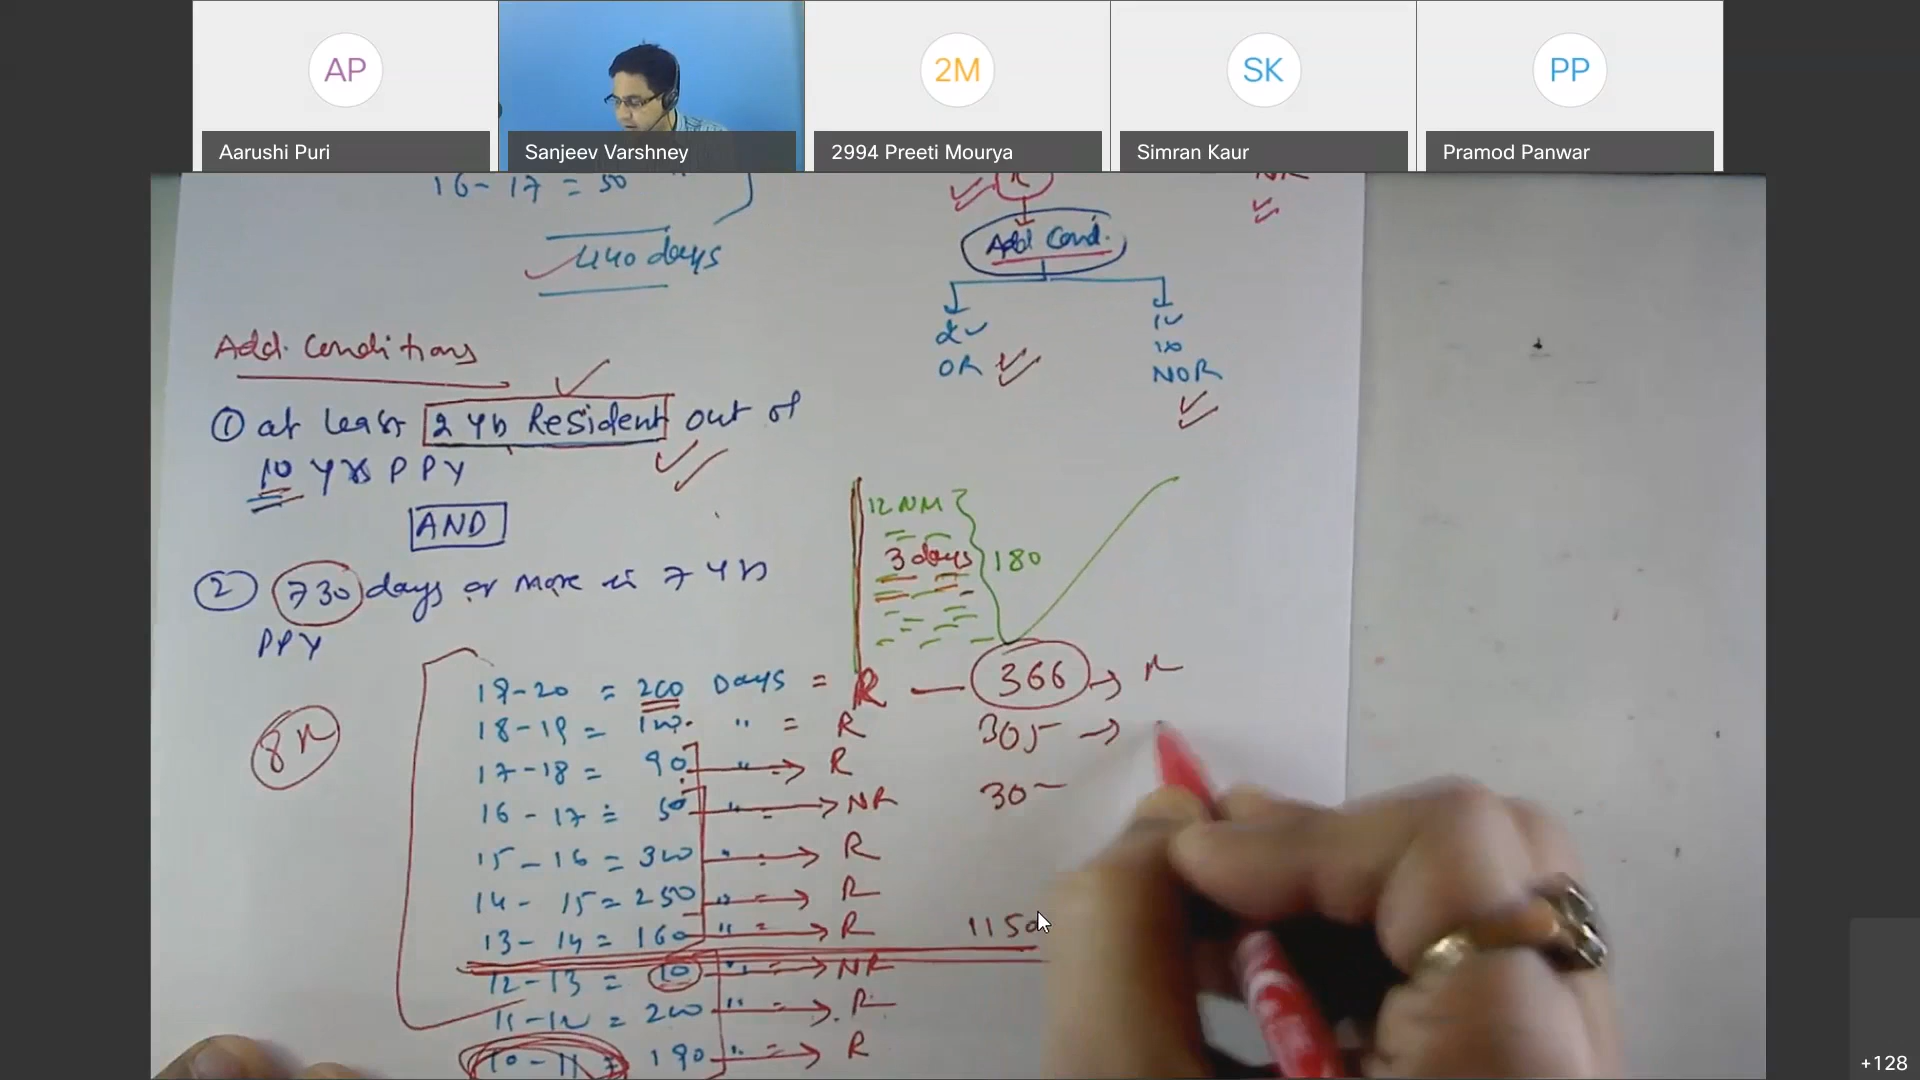 AP
2M
SK
PP
Aarushi Puri
Sanjeev Varshney
2994 Preeti Mourya
Simran Kaur
Pramod Panwar
16-17 = 50
NR
440 days
Add Cond.
OR
NOR
Add. Conditions
① at least 2 yrs Resident out of
10 yrs PPY
AND
② 730 days or more in 7 yrs
PPY
12 NM
3 days
180
19-20 = 200 Days = R — 366 → R
18-19 = " = R 305 →
17-18 = 90 " → R
16-17 = 50 " → NR 30
15-16 = 300 " → R
14-15 = 250 " → R
13-14 = 160 " → R 1150
12-13 = 10 " → NR
11-12 = 200 " → R
10-11 = 190 " → R
8R
+128